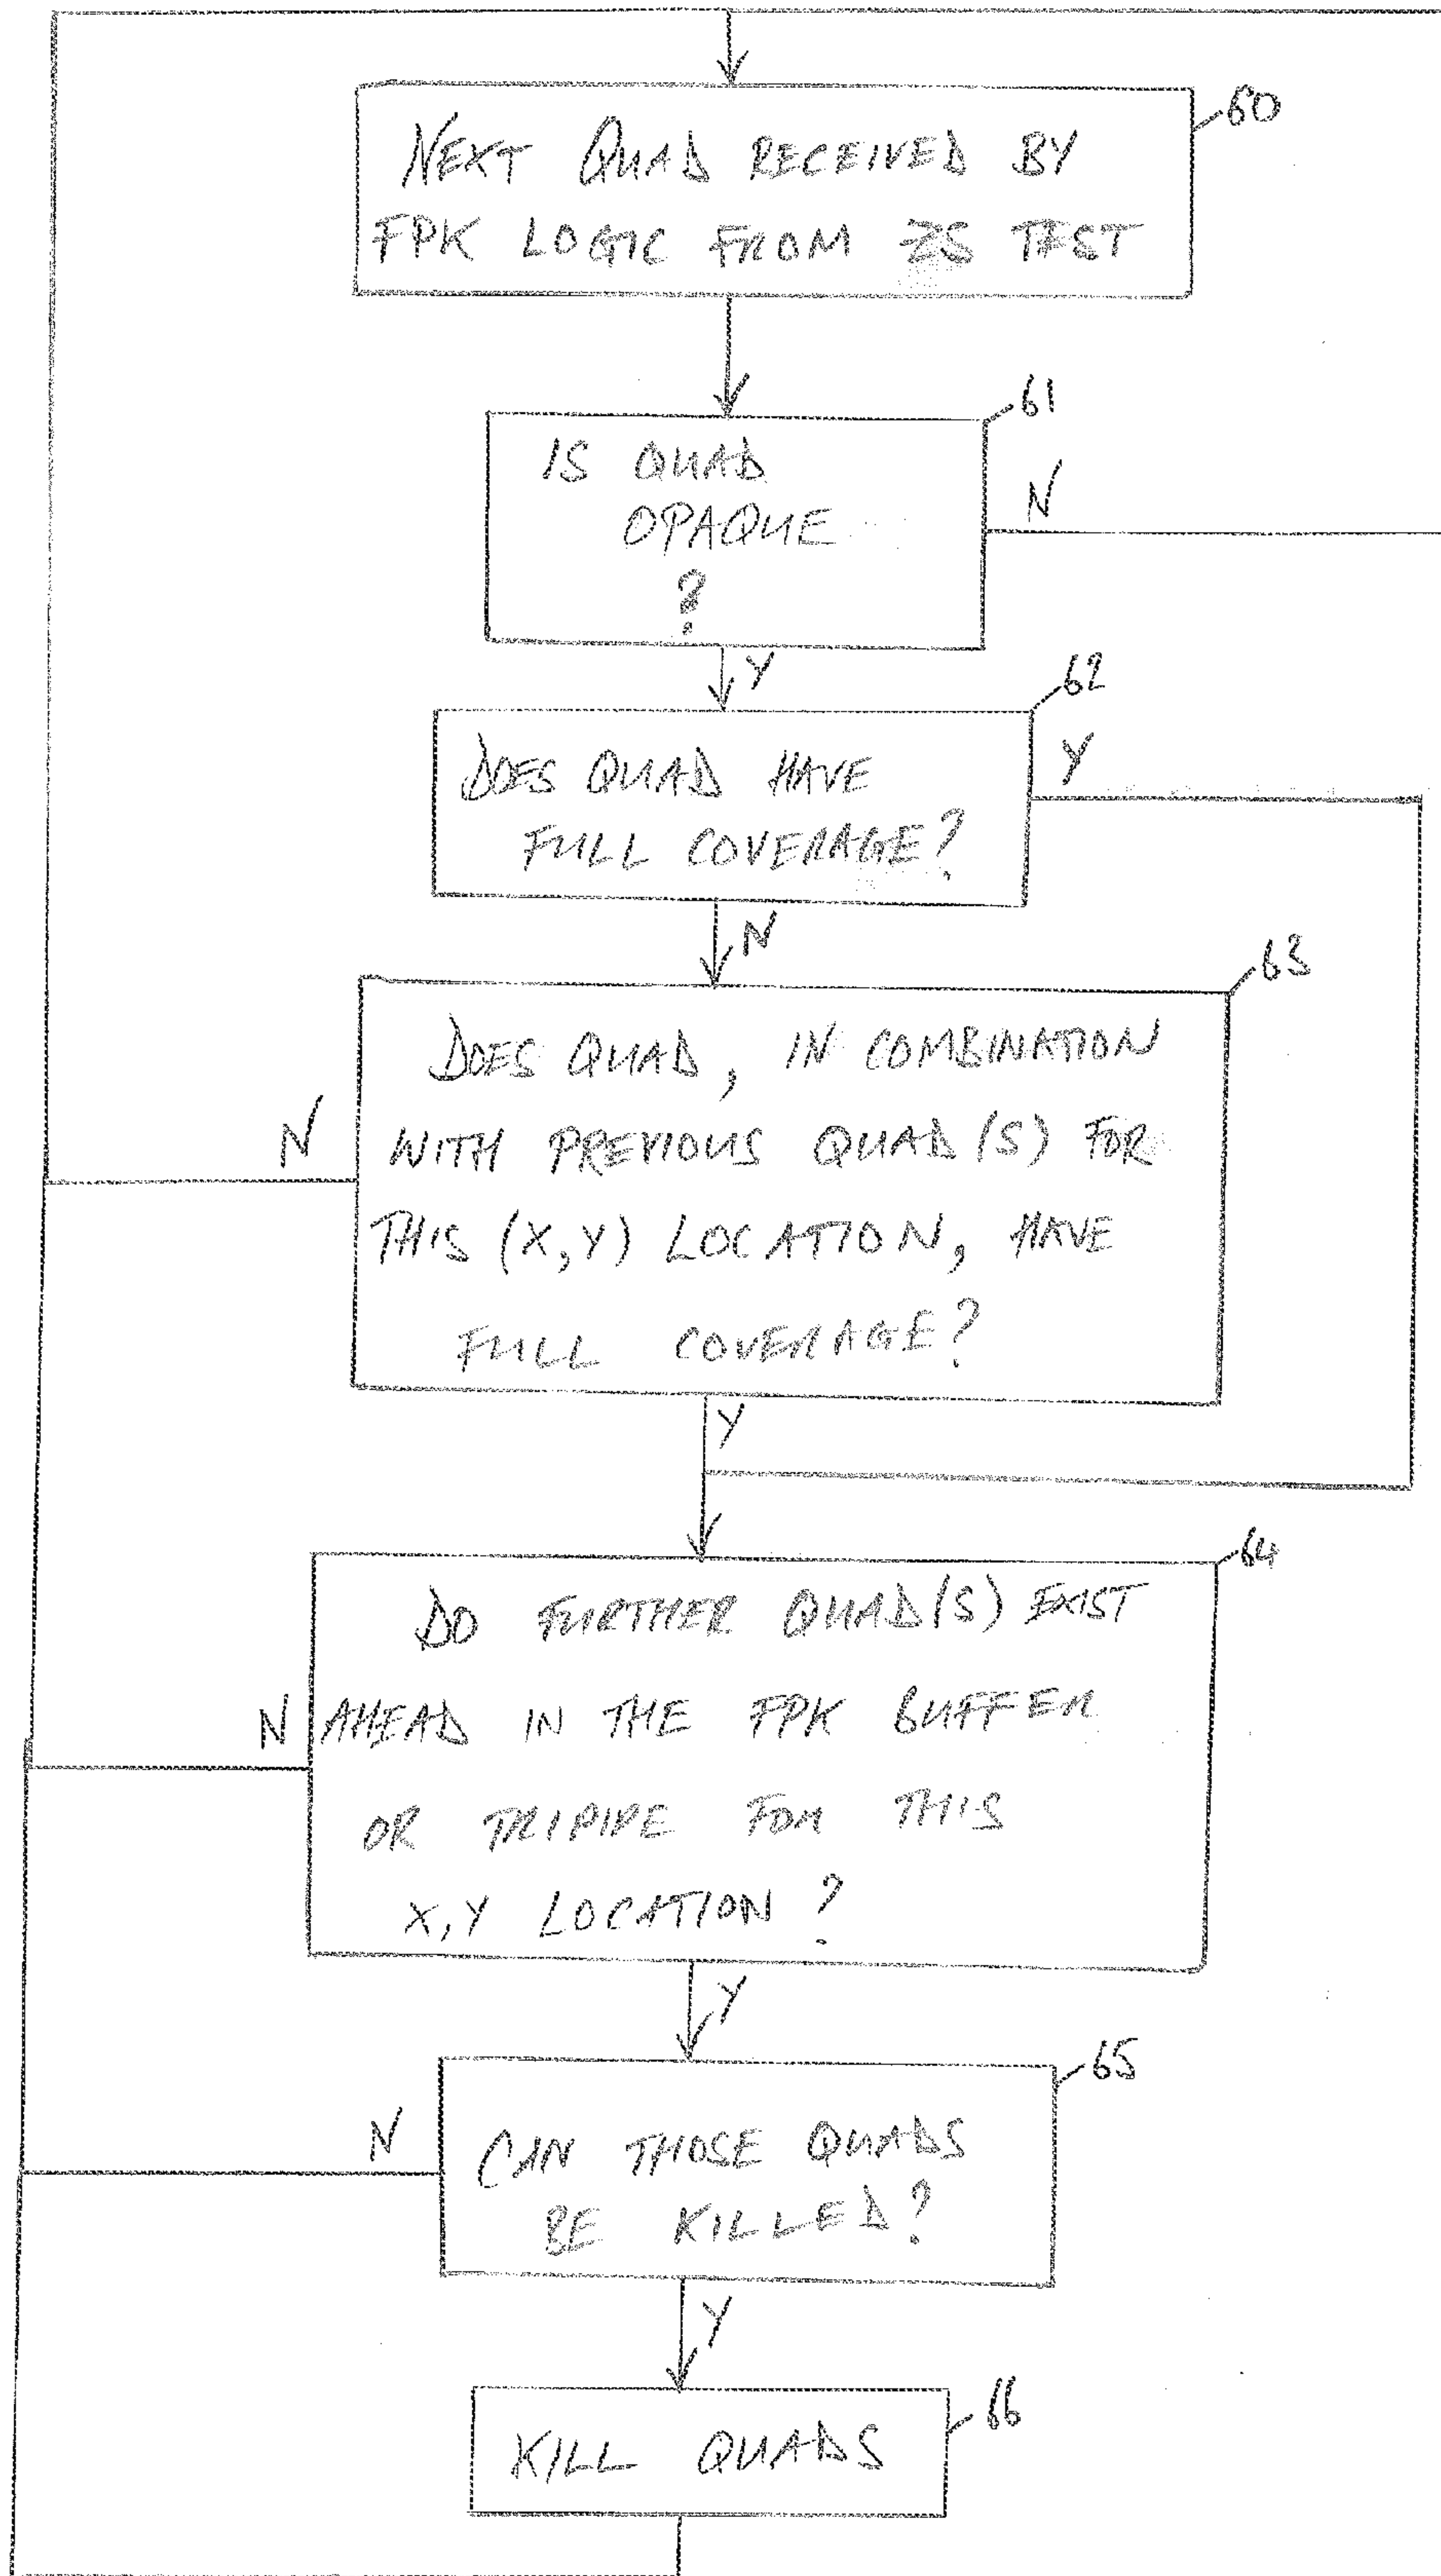 60
NEXT QUAD RECEIVED BY
FPK LOGIC FROM ZS TEST
61
IS QUAD
OPAQUE
?
N
Y
62
DOES QUAD HAVE
FULL COVERAGE?
Y
N
63
DOES QUAD, IN COMBINATION
WITH PREVIOUS QUAD(S) FOR
THIS (X,Y) LOCATION, HAVE
FULL COVERAGE?
N
Y
64
DO FURTHER QUAD(S) EXIST
AHEAD IN THE FPK BUFFER
OR TRIPIPE FOR THIS
X,Y LOCATION?
N
Y
65
CAN THOSE QUADS
BE KILLED?
N
Y
66
KILL QUADS